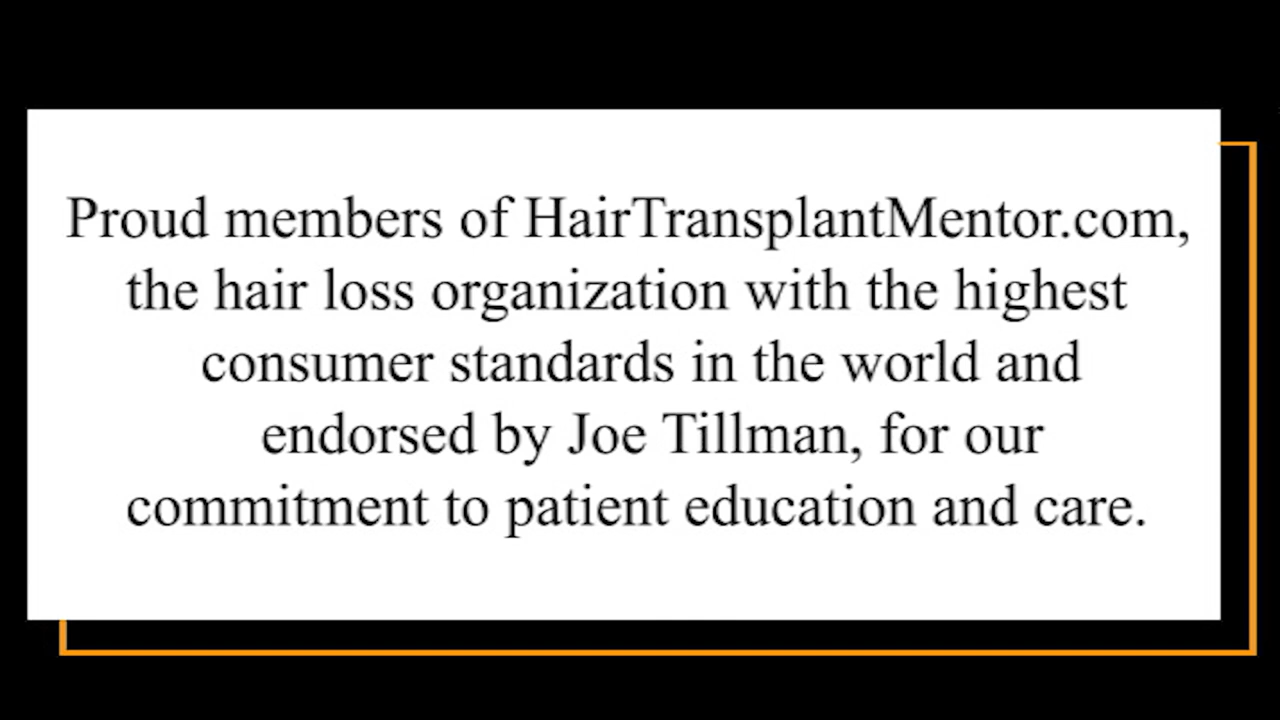 Proud members of HairTransplantMentor.com,
the hair loss organization with the highest
consumer standards in the world and
endorsed by Joe Tillman, for our
commitment to patient education and care.